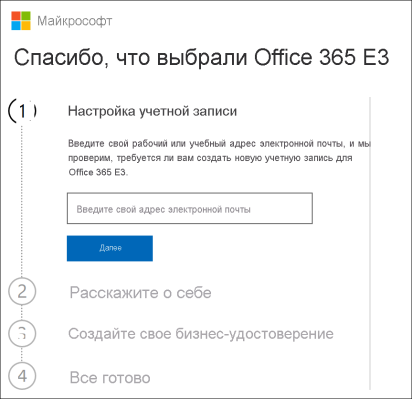 Майкрософт
Спасибо, что выбрали Office 365 E3
1 Настройка учетной записи
Введите свой рабочий или учебный адрес электронной почты, и мы
проверим, требуется ли вам создать новую учетную запись для
Office 365 E3.
Введите свой адрес электронной почты
Далее
2 Расскажите о себе
3 Создайте свое бизнес-удостоверение
4 Все готово